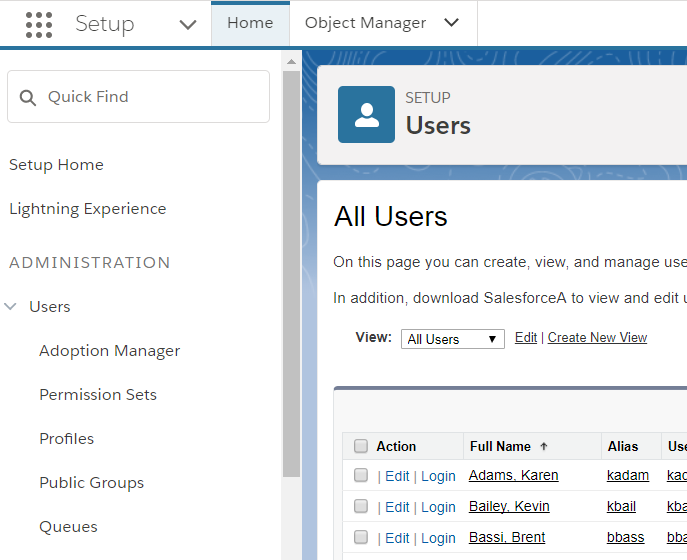 Setup
Home
Object Manager
Quick Find
Setup Home
Lightning Experience
ADMINISTRATION
Users
Adoption Manager
Permission Sets
Profiles
Public Groups
Queues
SETUP
Users
All Users
On this page you can create, view, and manage use
In addition, download SalesforceA to view and edit u
View: All Users Edit | Create New View
Action Full Name Alias Use
| Edit | Login Adams, Karen kadam kad
| Edit | Login Bailey, Kevin kbail kba
| Edit | Login Bassi, Brent bbass bba